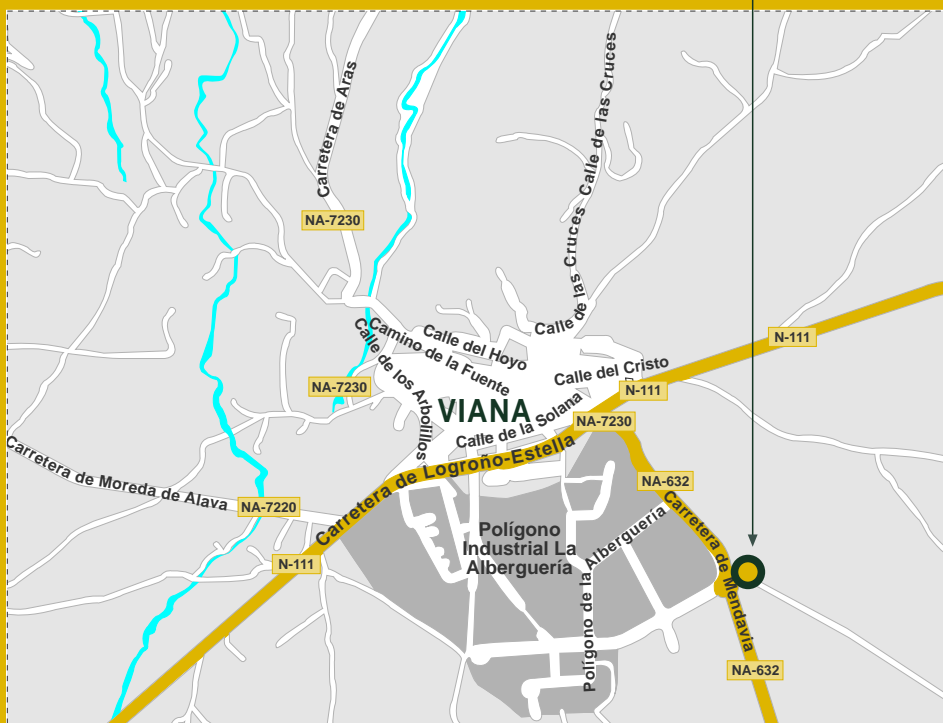 Carretera de Aras
Calle de las Cruces
Calle de las Cruces
NA-7230
Calle de
N-111
Camino de la Fuente
Calle del Hoyo
Calle de los Arbolillos
Calle del Cristo
NA-7230
N-111
VIANA
Calle de la Solana
NA-7230
Carretera de Logroño-Estella
Carretera de Moreda de Alava
NA-632
NA-7220
Carretera de Mendavia
Polígono
Industrial La
Alberguería
Polígono de la Alberguería
N-111
NA-632